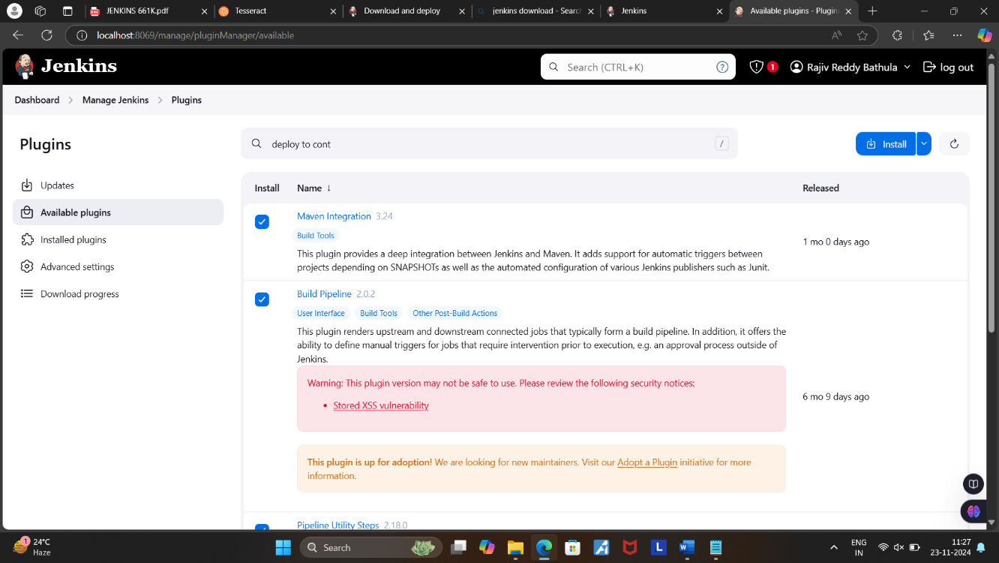 JENKINS 661K.pdf
Tesseract
Download and deploy
jenkins download - Search
Jenkins
Available plugins - Plugin
localhost:8069/manage/pluginManager/available
Jenkins
Search (CTRL+K)
?
1
Rajiv Reddy Bathula
log out
Dashboard
Manage Jenkins
Plugins
Plugins
deploy to cont
/
Install
Updates
Available plugins
Installed plugins
Advanced settings
Download progress
Install
Name ↓
Released
Maven Integration 3.24
Build Tools
This plugin provides a deep integration between Jenkins and Maven. It adds support for automatic triggers between
projects depending on SNAPSHOTs as well as the automated configuration of various Jenkins publishers such as Junit.
1 mo 0 days ago
Build Pipeline 2.0.2
User Interface
Build Tools
Other Post-Build Actions
This plugin renders upstream and downstream connected jobs that typically form a build pipeline. In addition, it offers the
ability to define manual triggers for jobs that require intervention prior to execution, e.g. an approval process outside of
Jenkins.
Warning: This plugin version may not be safe to use. Please review the following security notices:
• Stored XSS vulnerability
This plugin is up for adoption! We are looking for new maintainers. Visit our Adopt a Plugin initiative for more
information.
6 mo 9 days ago
Pipeline Utility Steps 2.18.0
1
24°C
Haze
Search
ENG
IN
11:27
23-11-2024